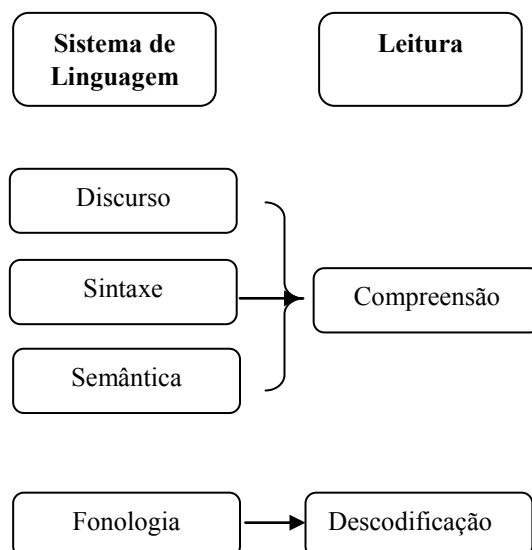 Sistema de
Linguagem
Leitura
Discurso
Sintaxe
Compreensão
Semântica
Fonologia
Descodificação